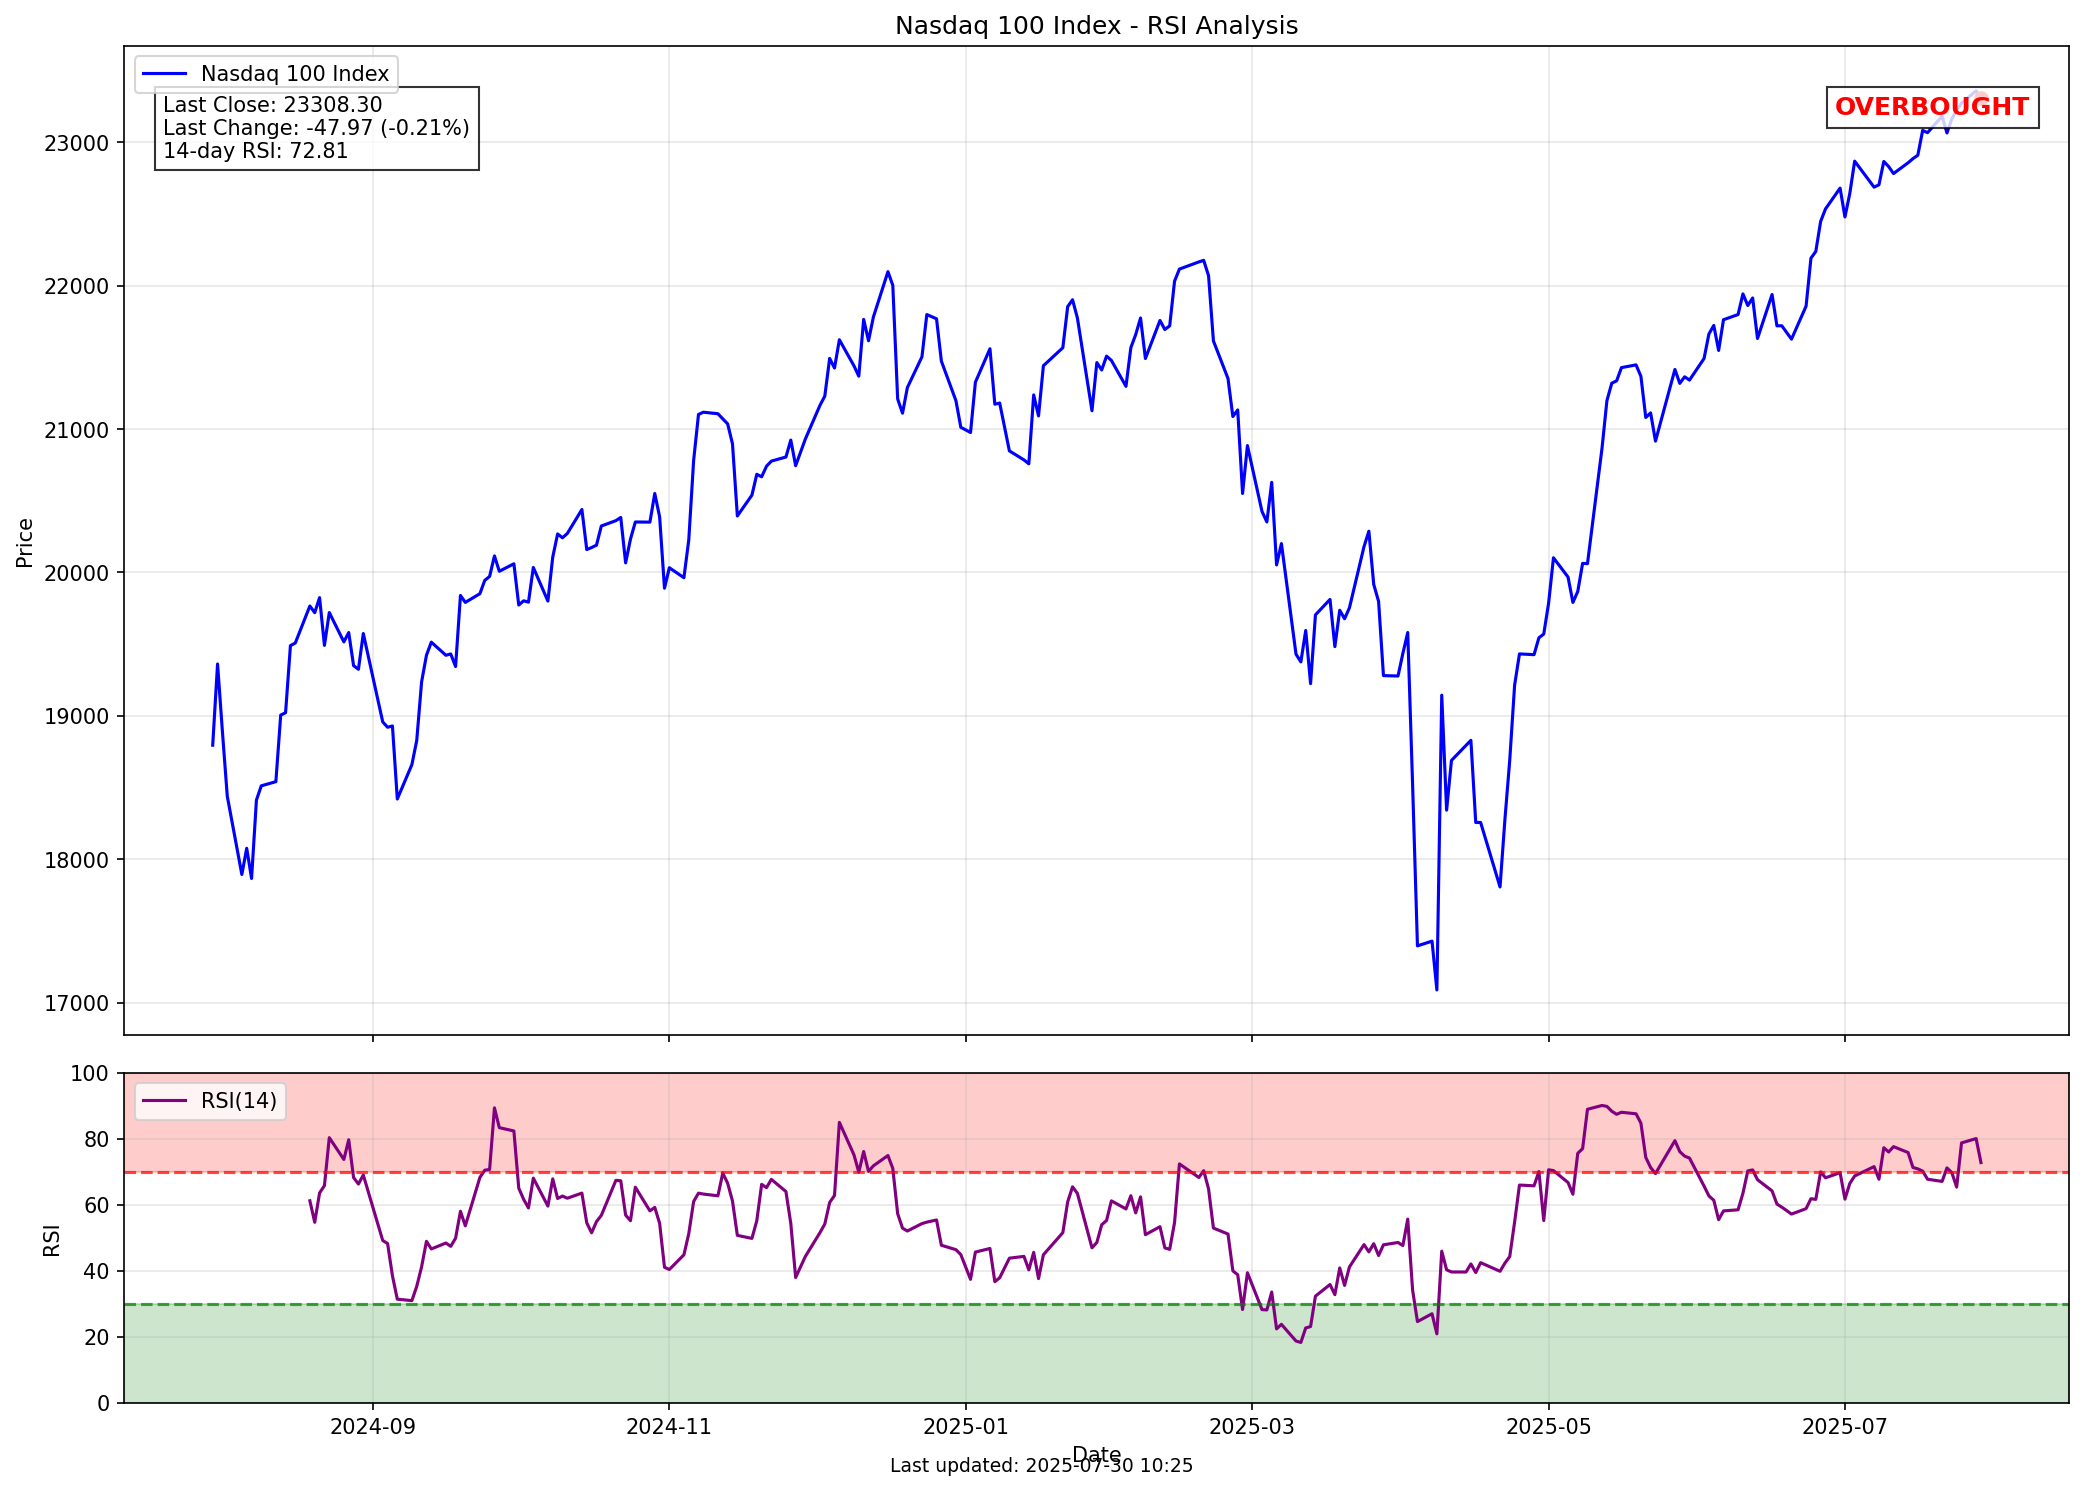 Nasdaq 100 Index - RSI Analysis
Nasdaq 100 Index
Last Close: 23308.30
Last Change: -47.97 (-0.21%)
14-day RSI: 72.81
OVERBOUGHT
Price
23000
22000
21000
20000
19000
18000
17000
RSI(14)
RSI
100
80
60
40
20
0
2024-09
2024-11
2025-01
2025-03
2025-05
2025-07
Date
Last updated: 2025-07-30 10:25